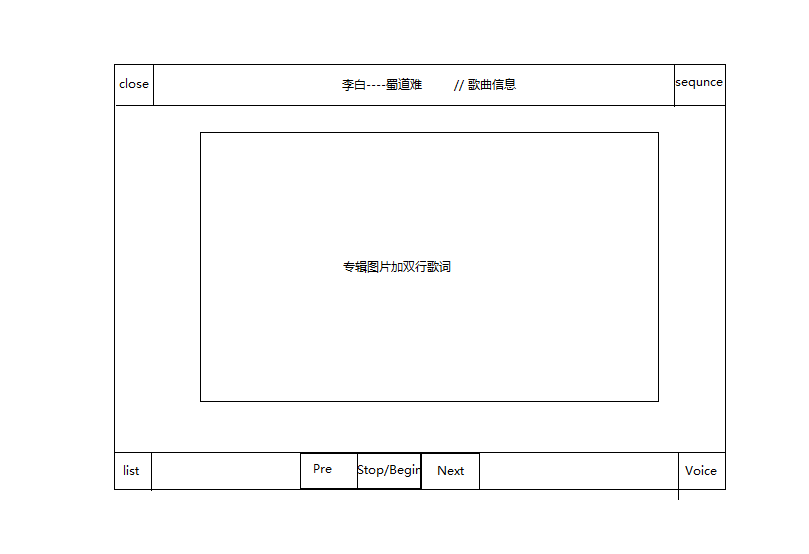 close
李白----蜀道难 // 歌曲信息
sequnce
专辑图片加双行歌词
list
Pre
Stop/Begin
Next
Voice